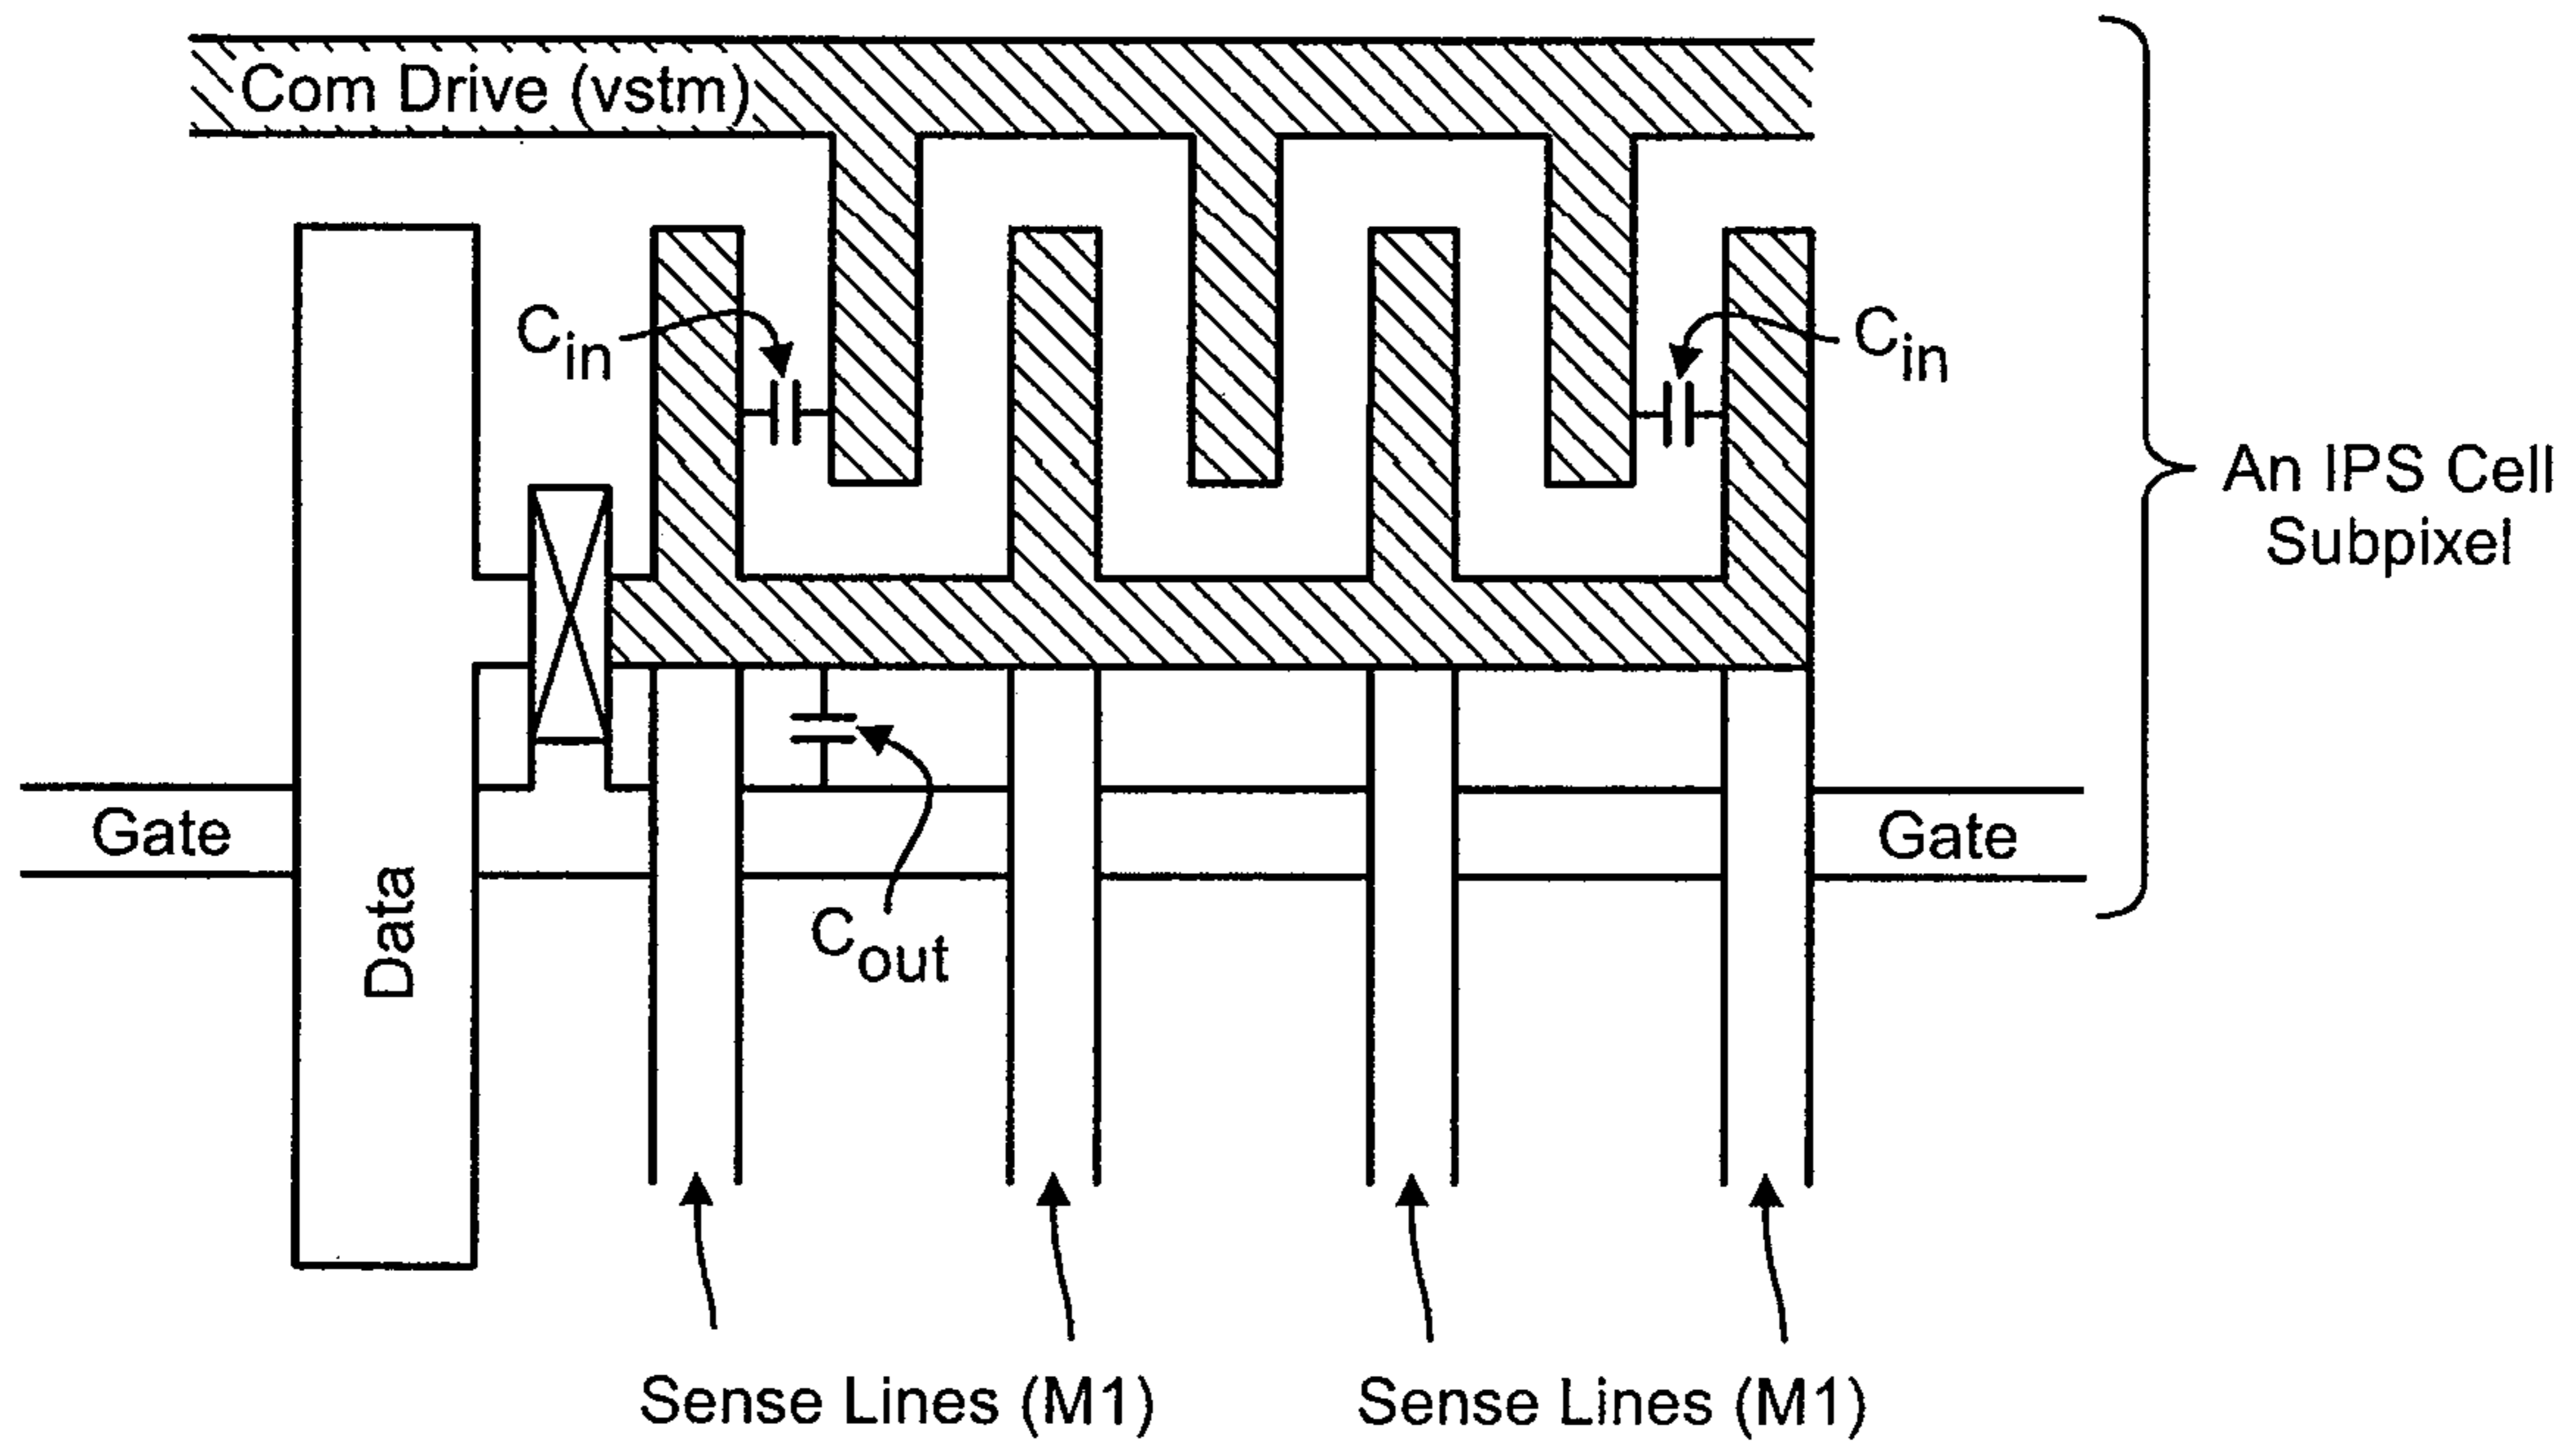 Com Drive (vstm)
Cin
Cin
An IPS Cell
Subpixel
Gate
Gate
Data
Cout
Sense Lines (M1)
Sense Lines (M1)